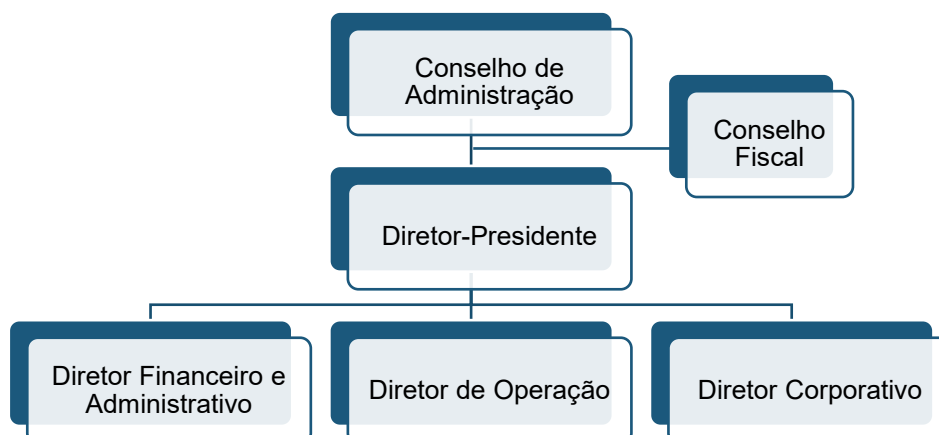 Conselho de
Administração
Conselho
Fiscal
Diretor-Presidente
Diretor Financeiro e
Administrativo
Diretor de Operação
Diretor Corporativo